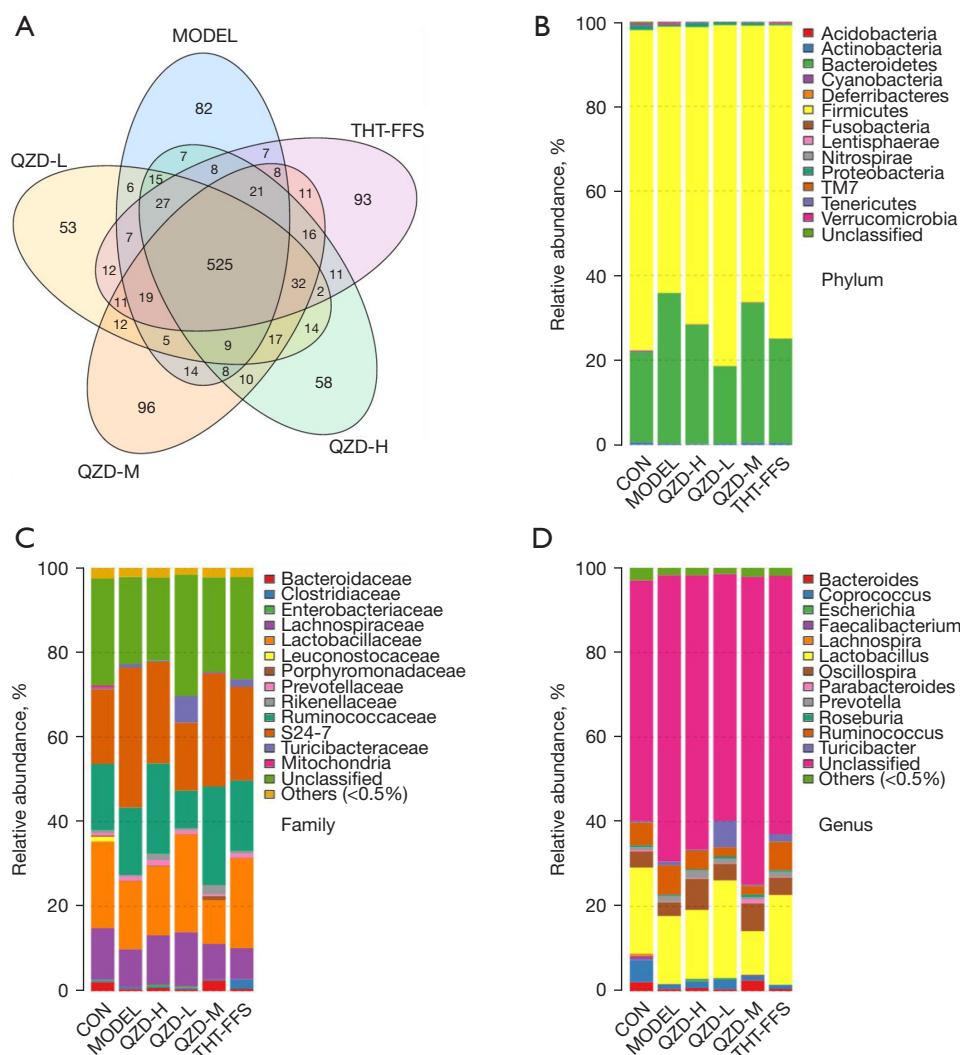 A
MODEL
82
THT-FFS
QZD-L
7
7
8
8
6
15
21
11
93
27
53
7
16
525
12
11
32
2
11
19
12
14
5
9
17
14
8
10
58
96
QZD-H
QZD-M
B
100
80
60
40
20
0
Relative abundance, %
CON
MODEL
QZD-H
QZD-L
QZD-M
THT-FFS
Acidobacteria
Actinobacteria
Bacteroidetes
Cyanobacteria
Deferribacteres
Firmicutes
Fusobacteria
Lentisphaerae
Nitrospirae
Proteobacteria
TM7
Tenericutes
Verrucomicrobia
Unclassified
Phylum
C
100
80
60
40
20
0
Relative abundance, %
CON
MODEL
QZD-H
QZD-L
QZD-M
THT-FFS
Bacteroidaceae
Clostridiaceae
Enterobacteriaceae
Lachnospiraceae
Lactobacillaceae
Leuconostocaceae
Porphyromonadaceae
Prevotellaceae
Rikenellaceae
Ruminococcaceae
S24-7
Turicibacteraceae
Mitochondria
Unclassified
Others (<0.5%)
Family
D
100
80
60
40
20
0
Relative abundance, %
CON
MODEL
QZD-H
QZD-L
QZD-M
THT-FFS
Bacteroides
Coprococcus
Escherichia
Faecalibacterium
Lachnospira
Lactobacillus
Oscillospira
Parabacteroides
Prevotella
Roseburia
Ruminococcus
Turicibacter
Unclassified
Others (<0.5%)
Genus